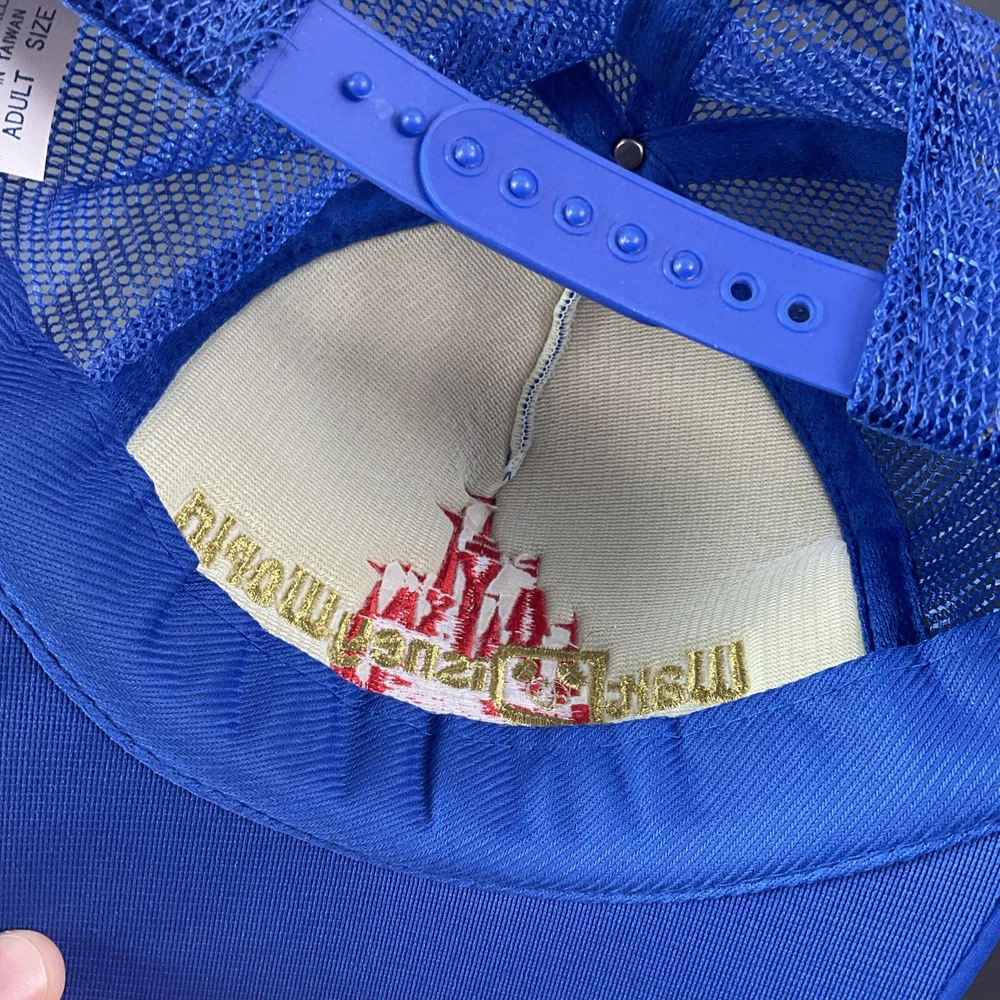 IN TAIWAN
ADULT SIZE
Walt Disney World